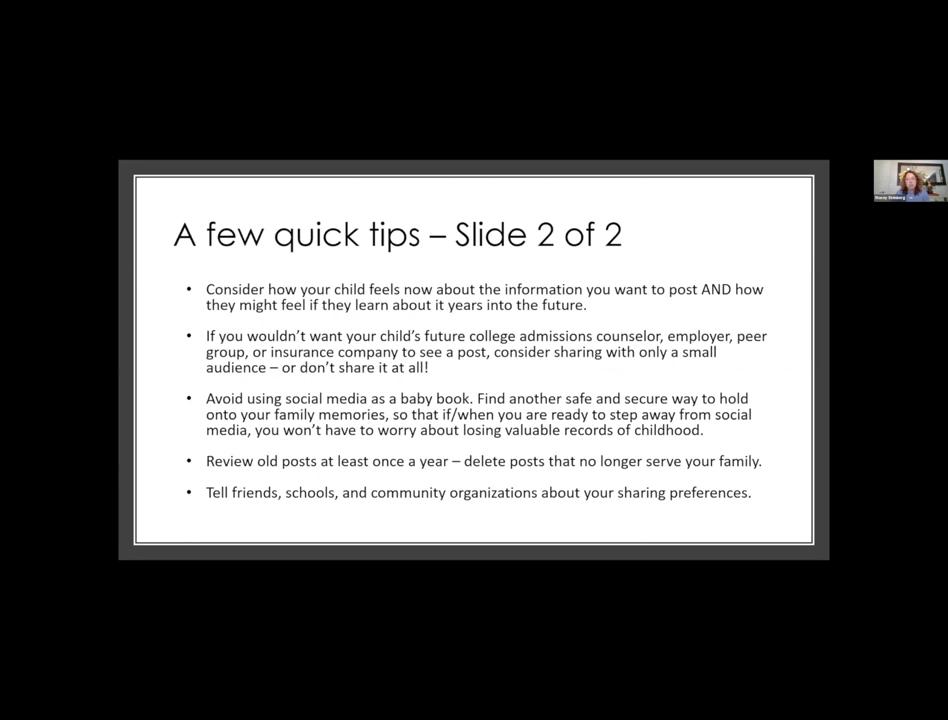 A few quick tips – Slide 2 of 2
• Consider how your child feels now about the information you want to post AND how
they might feel if they learn about it years into the future.
• If you wouldn't want your child's future college admissions counselor, employer, peer
group, or insurance company to see a post, consider sharing with only a small
audience – or don't share it at all!
• Avoid using social media as a baby book. Find another safe and secure way to hold
onto your family memories, so that if/when you are ready to step away from social
media, you won't have to worry about losing valuable records of childhood.
• Review old posts at least once a year – delete posts that no longer serve your family.
• Tell friends, schools, and community organizations about your sharing preferences.
Stacey Steinberg